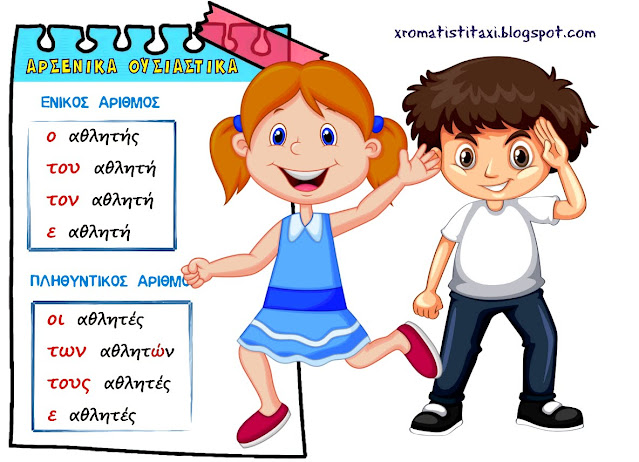 xromatistitaxi.blogspot.com
ΑΡΣΕΝΙΚΑ ΟΥΣΙΑΣΤΙΚΑ
ΕΝΙΚΟΣ ΑΡΙΘΜΟΣ
ο αθλητής
του αθλητή
τον αθλητή
ε αθλητή
ΠΛΗΘΥΝΤΙΚΟΣ ΑΡΙΘΜΟ
οι αθλητές
των αθλητών
τους αθλητές
ε αθλητές